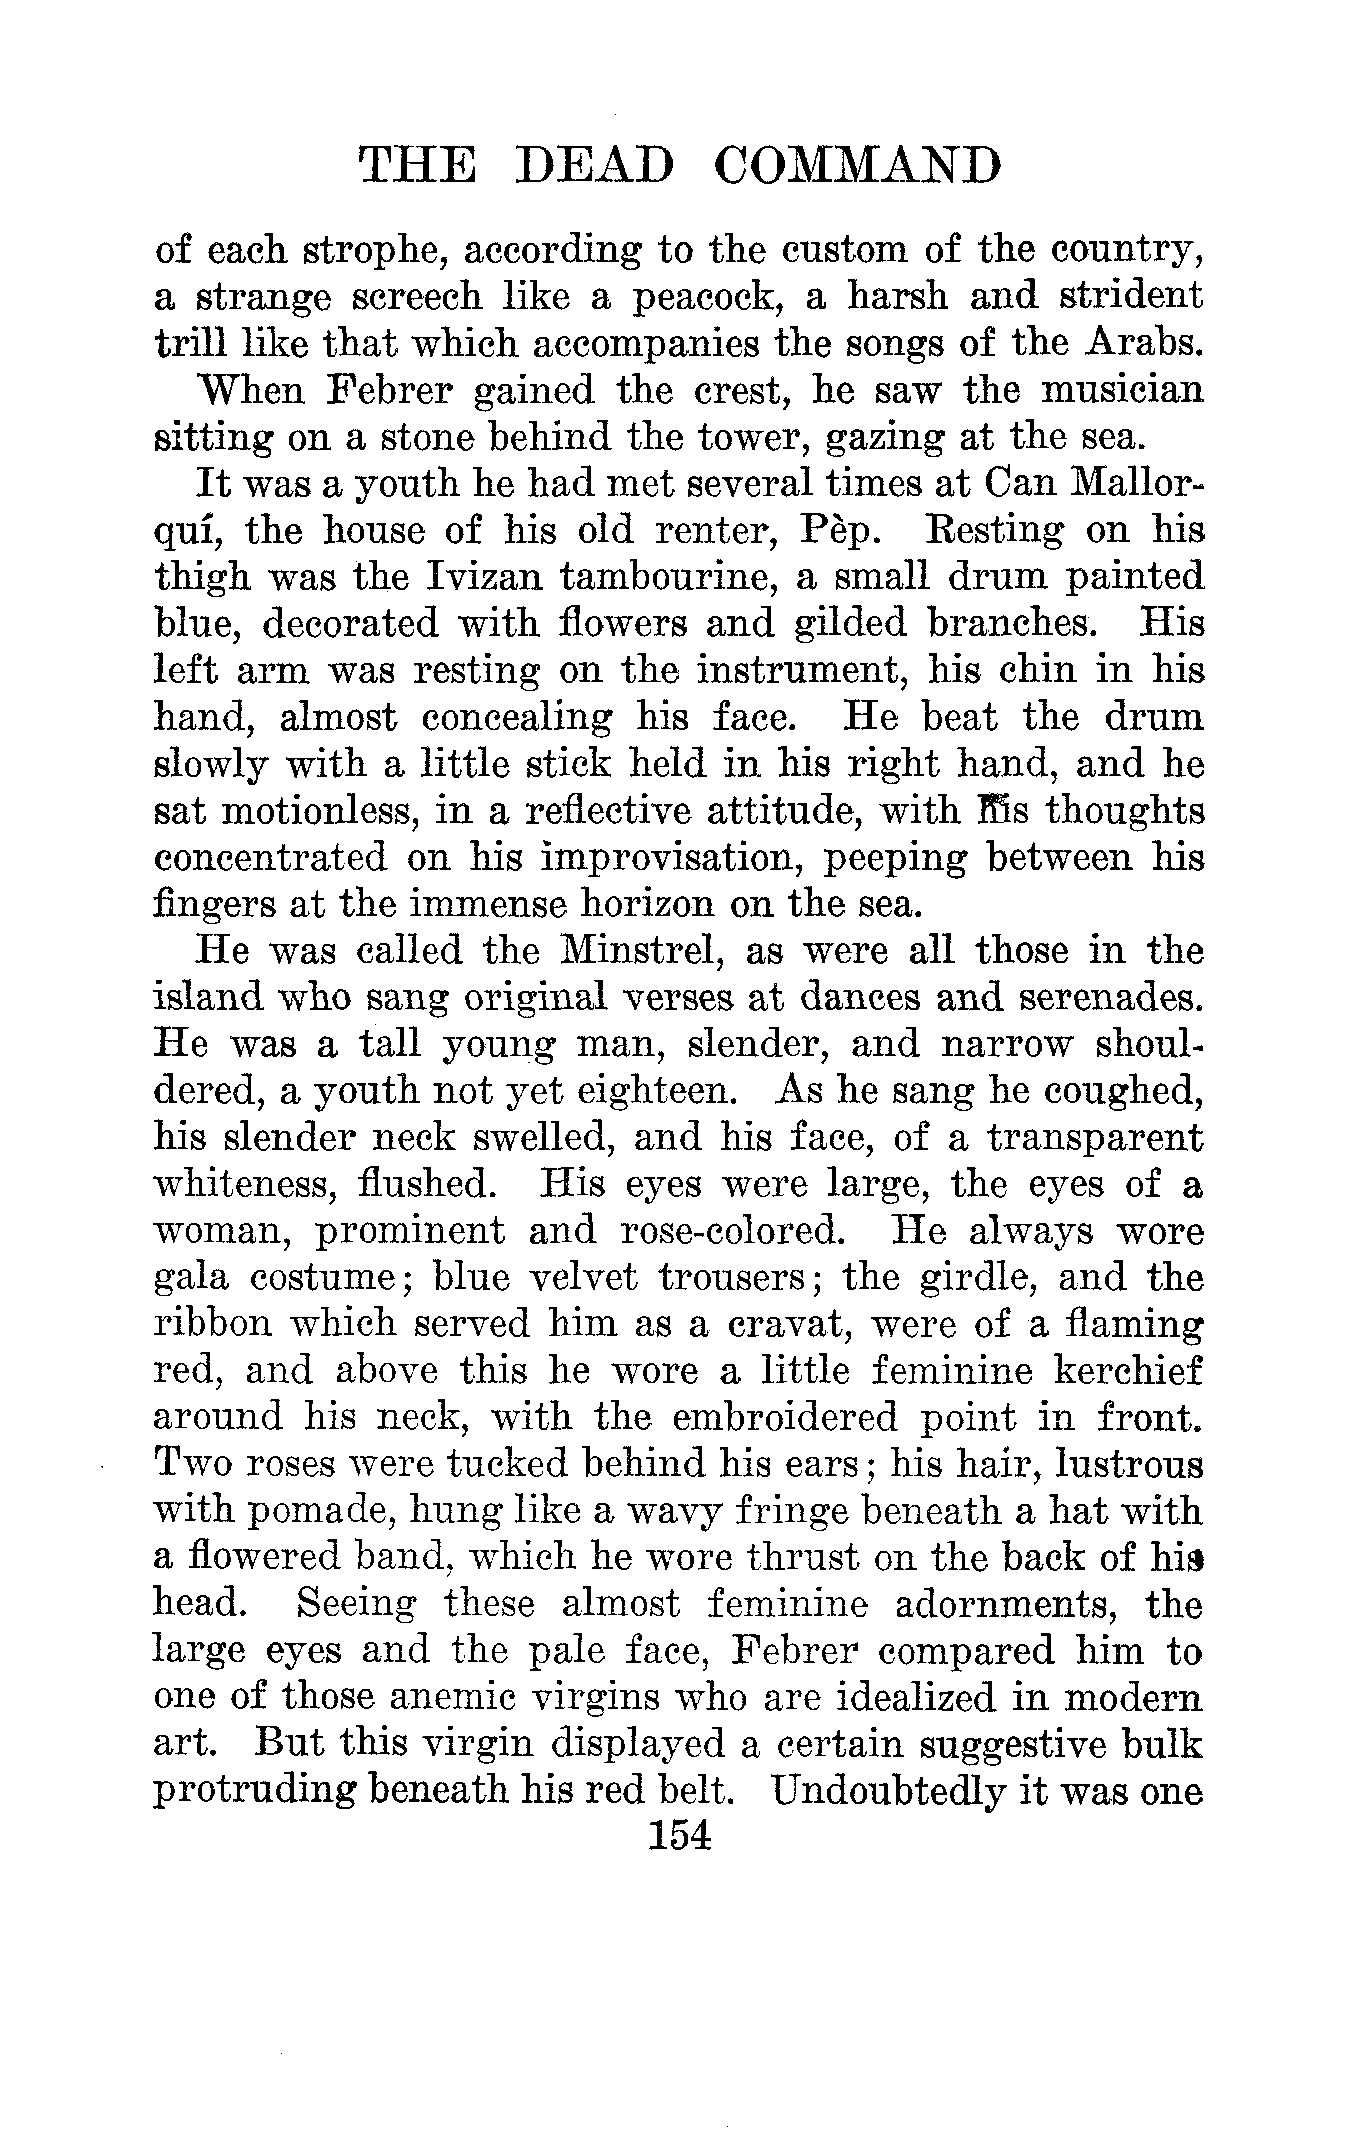 THE DEAD COMMAND
of each strophe, according to the custom of the country,
a strange screech like a peacock, a harsh and strident
trill like that which accompanies the songs of the Arabs.
When Febrer gained the crest, he saw the musician
sitting on a stone behind the tower, gazing at the sea.
It was a youth he had met several times at Can Mallor-
quí, the house of his old renter, Pèp. Resting on his
thigh was the Ivizan tambourine, a small drum painted
blue, decorated with flowers and gilded branches. His
left arm was resting on the instrument, his chin in his
hand, almost concealing his face. He beat the drum
slowly with a little stick held in his right hand, and he
sat motionless, in a reflective attitude, with his thoughts
concentrated on his improvisation, peeping between his
fingers at the immense horizon on the sea.
He was called the Minstrel, as were all those in the
island who sang original verses at dances and serenades.
He was a tall young man, slender, and narrow shoul-
dered, a youth not yet eighteen. As he sang he coughed,
his slender neck swelled, and his face, of a transparent
whiteness, flushed. His eyes were large, the eyes of a
woman, prominent and rose-colored. He always wore
gala costume; blue velvet trousers; the girdle, and the
ribbon which served him as a cravat, were of a flaming
red, and above this he wore a little feminine kerchief
around his neck, with the embroidered point in front.
Two roses were tucked behind his ears; his hair, lustrous
with pomade, hung like a wavy fringe beneath a hat with
a flowered band, which he wore thrust on the back of his
head. Seeing these almost feminine adornments, the
large eyes and the pale face, Febrer compared him to
one of those anemic virgins who are idealized in modern
art. But this virgin displayed a certain suggestive bulk
protruding beneath his red belt. Undoubtedly it was one
154